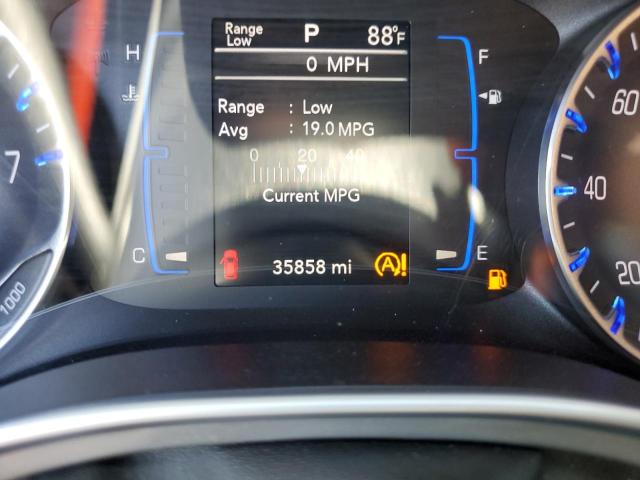 Range Low P 88°F
0 MPH
Range : Low
Avg : 19.0 MPG
0 20 40
Current MPG
35858 mi A!
H F
C E
7
1000
60
40
20